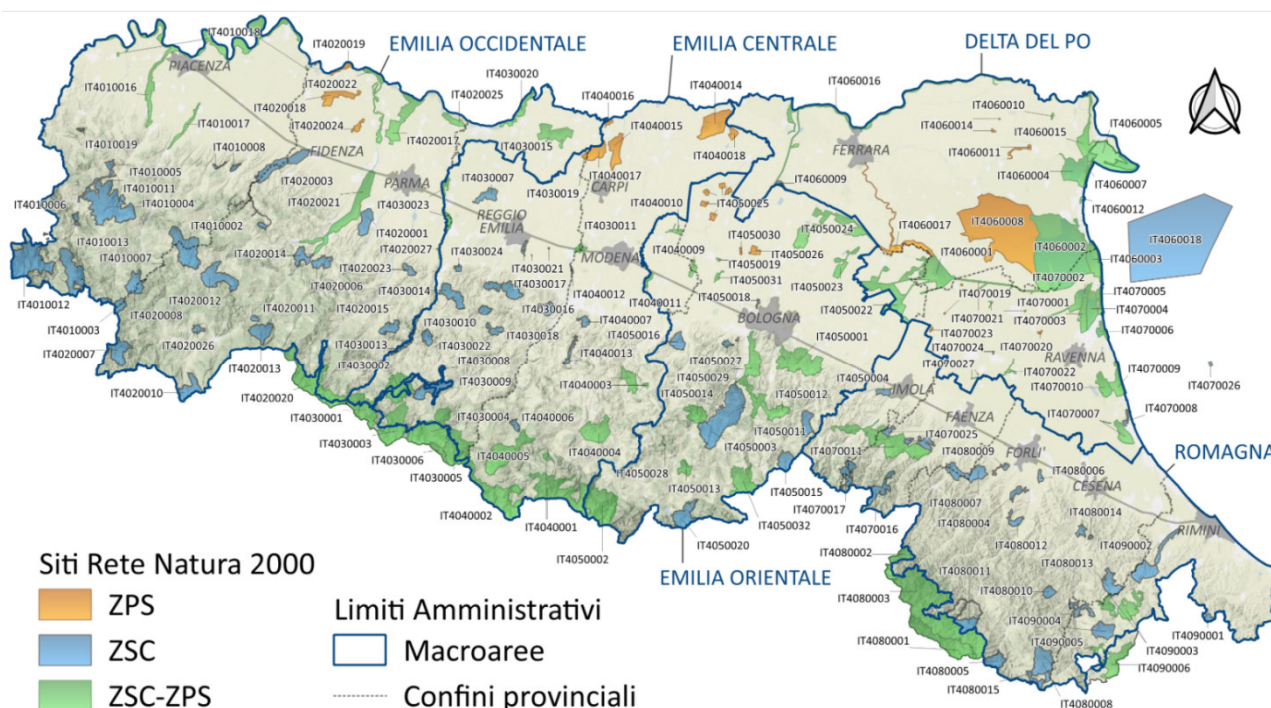 IT4010018
IT4020019
EMILIA OCCIDENTALE
EMILIA CENTRALE
DELTA DEL PO
PIACENZA
IT4030020
IT4040014
IT4060016
IT4010016
IT4020022
IT4020025
IT4040016
IT4060010
IT4020018
IT4040015
IT4060014
IT4060015
IT4060005
IT4010017
IT4020024
IT4020017
IT4030015
IT4040018
FERRARA
IT4060011
IT4010019
IT4010008
FIDENZA
IT4040017
IT4060004
IT4010005
IT4020003
PARMA
IT4030007
IT4030019
CARPI
IT4060009
IT4060007
IT4010011
IT4020021
IT4030023
IT4040010
IT4050025
IT4060012
IT4010006
IT4010004
REGGIO
EMILIA
IT4030011
IT4050024
IT4060017
IT4060008
IT4010002
IT4020001
IT4050030
IT4060018
IT4010013
IT4020027
IT4030024
MODENA
IT4040009
IT4050026
IT4060001
IT4060002
IT4010007
IT4020014
IT4020023
IT4030021
IT4050019
IT4060003
IT4030017
IT4050031
IT4050023
IT4070002
IT4010012
IT4020012
IT4020006
IT4030014
IT4040012
IT4040011
IT4050018
IT4070019
IT4070005
IT4010003
IT4020008
IT4020011
IT4020015
IT4030016
IT4050022
IT4070001
IT4070004
IT4030010
IT4040007
BOLOGNA
IT4070021
IT4070003
IT4020007
IT4020026
IT4030013
IT4030022
IT4030018
IT4050016
IT4050001
IT4070023
IT4070006
IT4030002
IT4030008
IT4040013
IT4050027
IT4070024
IT4070020
RAVENNA
IT4020013
IT4030009
IT4050029
IT4050004
IT4070027
IT4070022
IT4070009
IT4020010
IT4020020
IT4040003
IT4050014
IT4050012
IMOLA
IT4070010
IT4070026
IT4030001
IT4030004
IT4040006
IT4050011
FAENZA
IT4070007
IT4070008
IT4030003
IT4040004
IT4050003
IT4070025
IT4030006
IT4040005
IT4070011
IT4080009
FORLI'
ROMAGNA
IT4030005
IT4050028
IT4050013
IT4050015
IT4080006
CESENA
IT4040002
IT4040001
IT4050032
IT4070017
IT4080007
IT4080014
IT4050002
IT4050020
IT4070016
IT4080004
RIMINI
IT4080002
IT4080012
IT4090002
EMILIA ORIENTALE
IT4080011
IT4080013
IT4080003
IT4080010
IT4080001
IT4090004
IT4090001
IT4090005
IT4090003
IT4080005
IT4090006
IT4080015
IT4080008
Siti Rete Natura 2000
ZPS
ZSC
ZSC-ZPS
Limiti Amministrativi
Macroaree
Confini provinciali